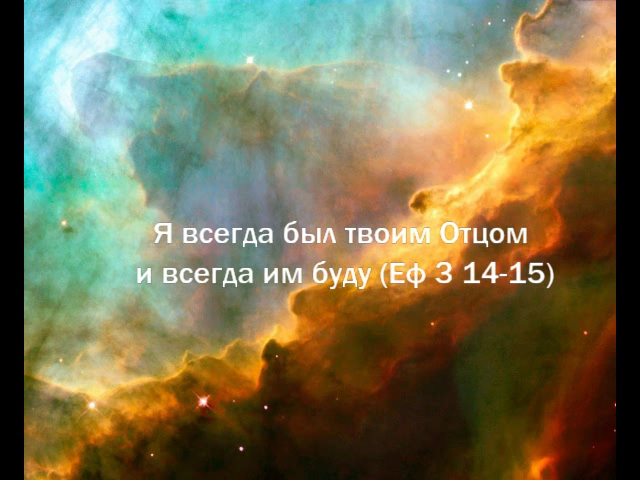 Я всегда был твоим Отцом
и всегда им буду (Еф 3 14-15)